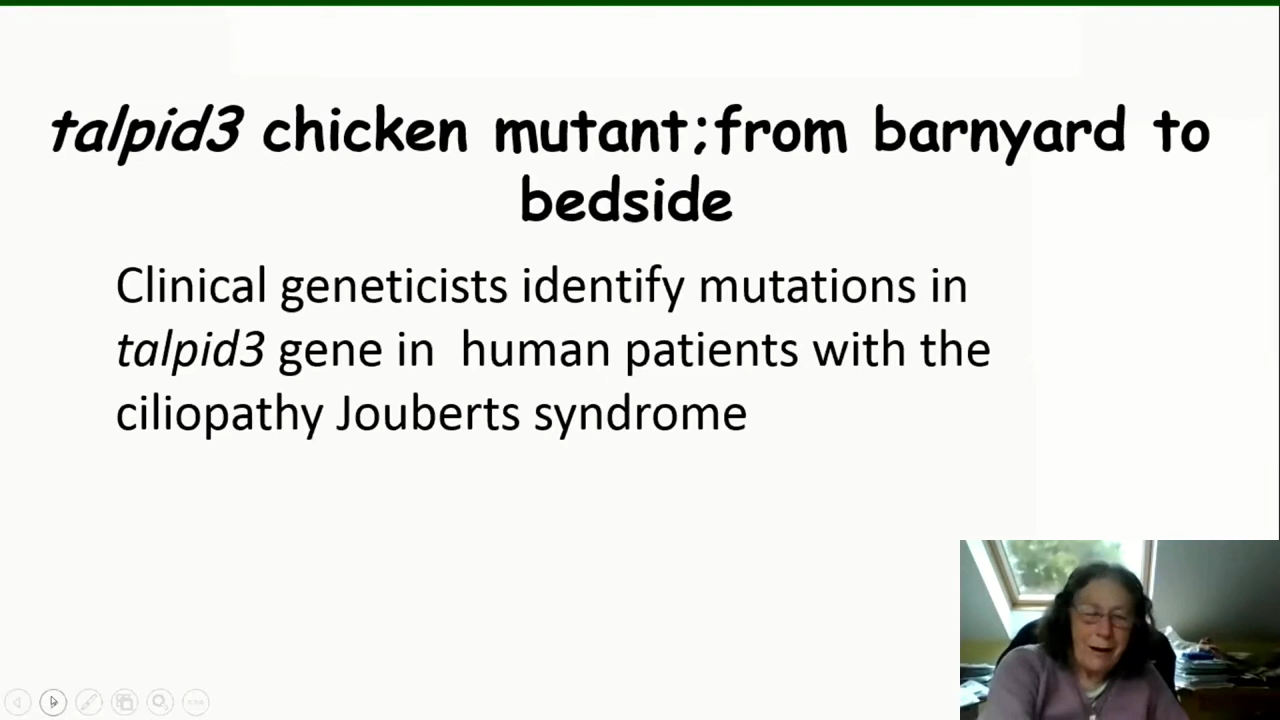 talpid3 chicken mutant;from barnyard to
bedside
Clinical geneticists identify mutations in
talpid3 gene in human patients with the
ciliopathy Jouberts syndrome